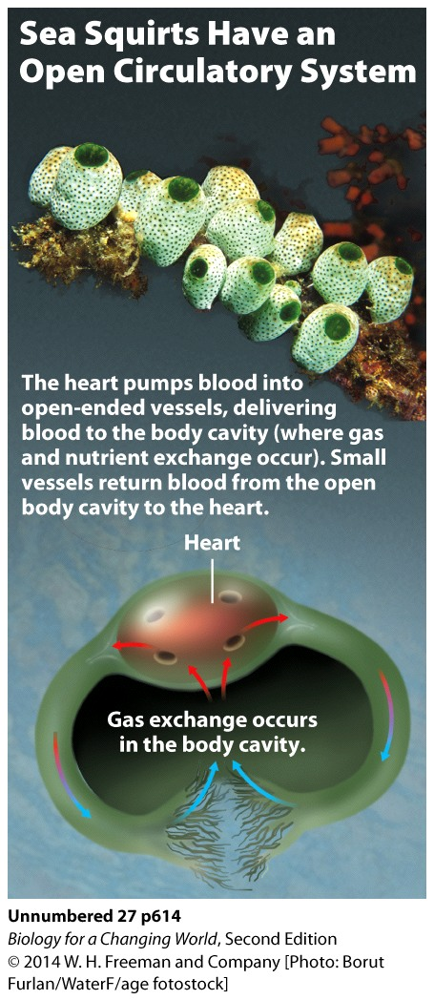 Sea Squirts Have an
Open Circulatory System
The heart pumps blood into
open-ended vessels, delivering
blood to the body cavity (where gas
and nutrient exchange occur). Small
vessels return blood from the open
body cavity to the heart.
Heart
Gas exchange occurs
in the body cavity.
Unnumbered 27 p614
Biology for a Changing World, Second Edition
© 2014 W. H. Freeman and Company [Photo: Borut
Furlan/WaterF/age fotostock]